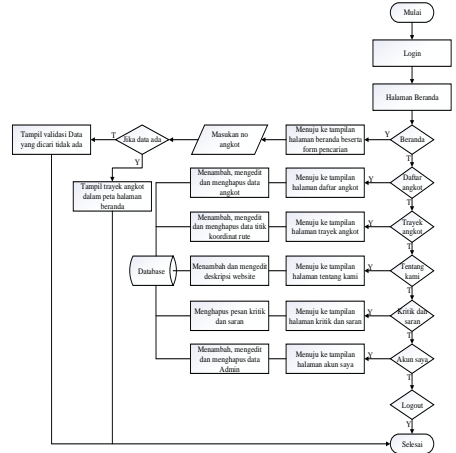 Mulai
Login
Halaman Beranda
Tampil validasi Data
yang dicari tidak ada
T
Jika data ada
Masukan no
angkot
Menuju ke tampilan
halaman beranda beserta
form pencarian
Y
Beranda
Y
T
Tampil trayek angkot
dalam peta halaman
beranda
Menambah, mengedit
dan menghapus data
angkot
Menuju ke tampilan
halaman daftar angkot
Y
Daftar
angkot
T
Menambah, mengedit
dan menghapus data titik
koordinat rute
Menuju ke tampilan
halaman trayek angkot
Y
Trayek
angkot
T
Database
Menambah dan mengedit
deskripsi website
Menuju ke tampilan
halaman tentang kami
Y
Tentang
kami
T
Menghapus pesan kritik
dan saran
Menuju ke tampilan
halaman kritik dan saran
Y
Kritik dan
saran
T
Menambah, mengedit
dan menghapus data
Admin
Menuju ke tampilan
halaman akun saya
Y
Akun saya
T
Logout
Y
Selesai